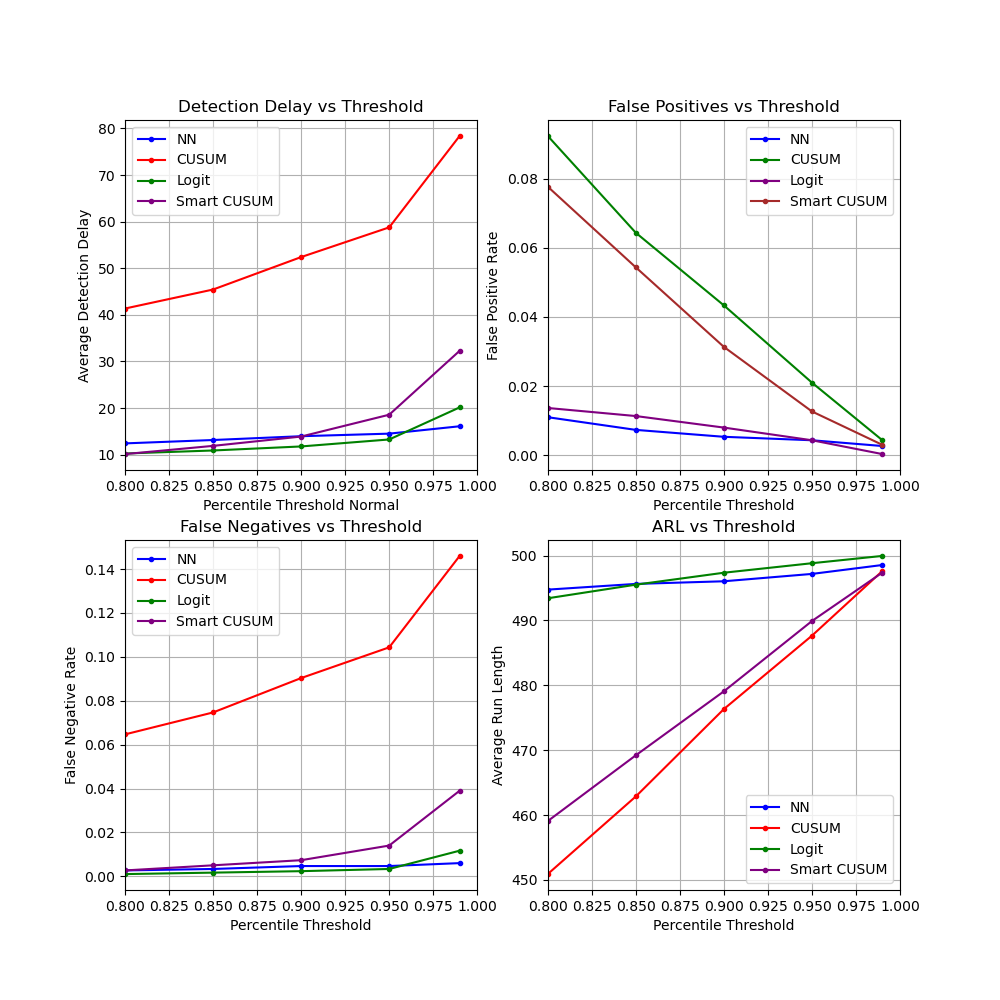 Detection Delay vs Threshold
80
70
60
50
40
30
20
10
Average Detection Delay
NN
CUSUM
Logit
Smart CUSUM
0.800 0.825 0.850 0.875 0.900 0.925 0.950 0.975 1.000
Percentile Threshold Normal
False Positives vs Threshold
0.08
0.06
0.04
0.02
0.00
False Positive Rate
NN
CUSUM
Logit
Smart CUSUM
0.800 0.825 0.850 0.875 0.900 0.925 0.950 0.975 1.000
Percentile Threshold
False Negatives vs Threshold
0.14
0.12
0.10
0.08
0.06
0.04
0.02
0.00
False Negative Rate
NN
CUSUM
Logit
Smart CUSUM
0.800 0.825 0.850 0.875 0.900 0.925 0.950 0.975 1.000
Percentile Threshold
ARL vs Threshold
500
490
480
470
460
450
Average Run Length
NN
CUSUM
Logit
Smart CUSUM
0.800 0.825 0.850 0.875 0.900 0.925 0.950 0.975 1.000
Percentile Threshold